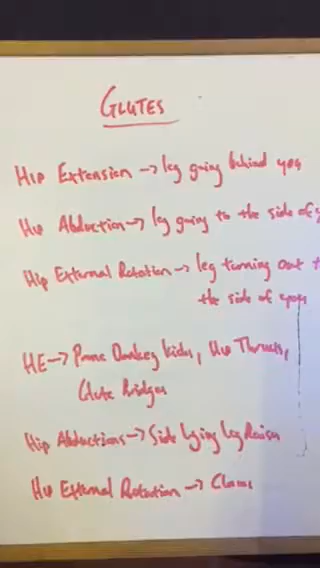 GLUTES
Hip Extension -> leg going behind you
Hip Abduction -> leg going to the side of y
Hip External Rotation -> leg turning out t
the side of you
HE -> Prone Donkey kicks, Hip Thrusts,
Glute Bridges
Hip Abductions -> Side lying leg Raises
Hip External Rotation -> Clams